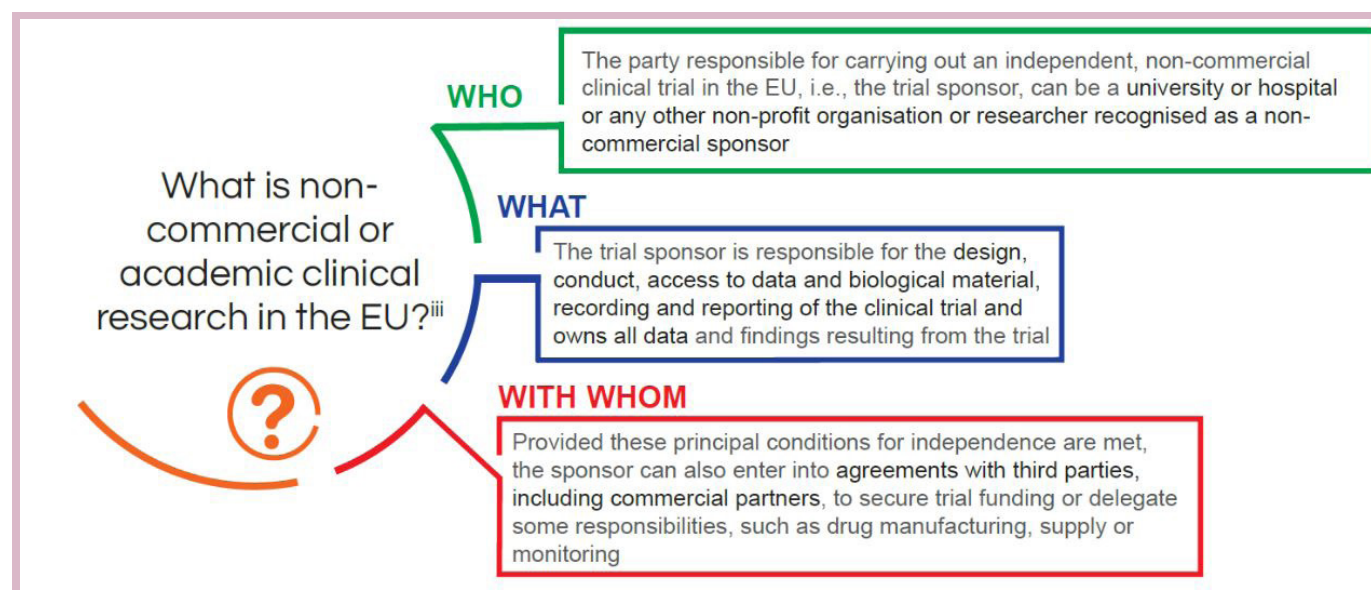 What is non-
commercial or
academic clinical
research in the EU?iii
?
WHO
The party responsible for carrying out an independent, non-commercial
clinical trial in the EU, i.e., the trial sponsor, can be a university or hospital
or any other non-profit organisation or researcher recognised as a non-
commercial sponsor
WHAT
The trial sponsor is responsible for the design,
conduct, access to data and biological material,
recording and reporting of the clinical trial and
owns all data and findings resulting from the trial
WITH WHOM
Provided these principal conditions for independence are met,
the sponsor can also enter into agreements with third parties,
including commercial partners, to secure trial funding or delegate
some responsibilities, such as drug manufacturing, supply or
monitoring